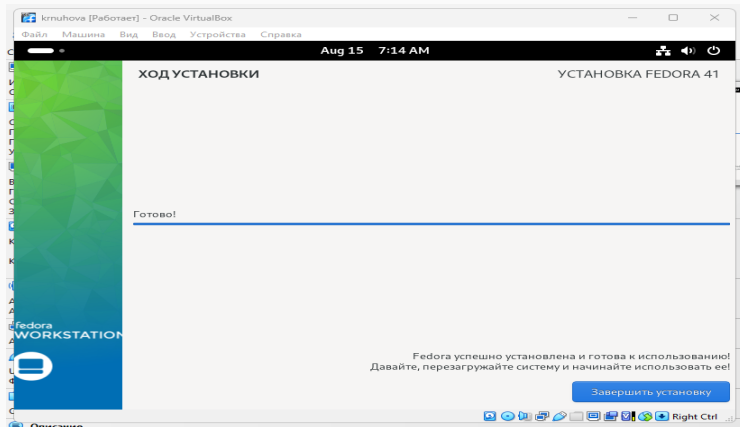 krnuhova [Работает] - Oracle VirtualBox
Файл Машина Вид Ввод Устройства Справка
Aug 15 7:14 AM
ХОД УСТАНОВКИ
УСТАНОВКА FEDORA 41
Готово!
fedora
WORKSTATION
Fedora успешно установлена и готова к использованию!
Давайте, перезагружайте систему и начинайте использовать ее!
Завершить установку
Right Ctrl